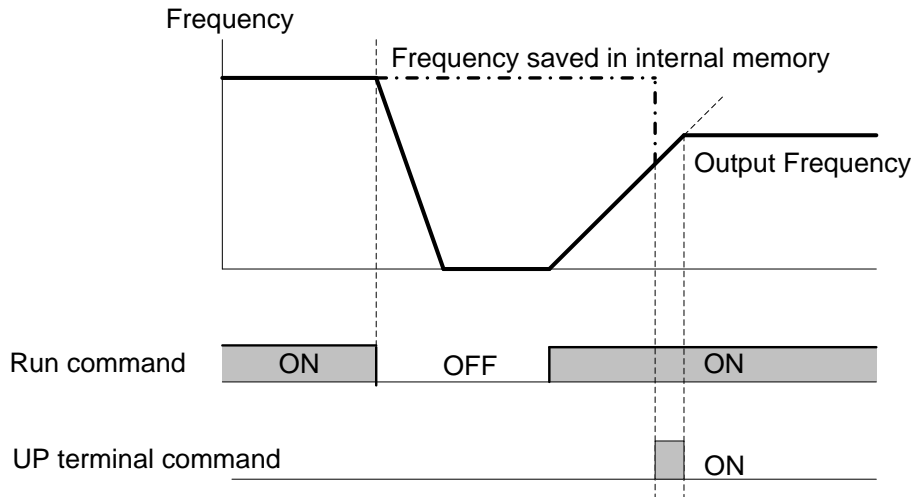 Frequency
Frequency saved in internal memory
Output Frequency
Run command
ON
OFF
ON
UP terminal command
ON